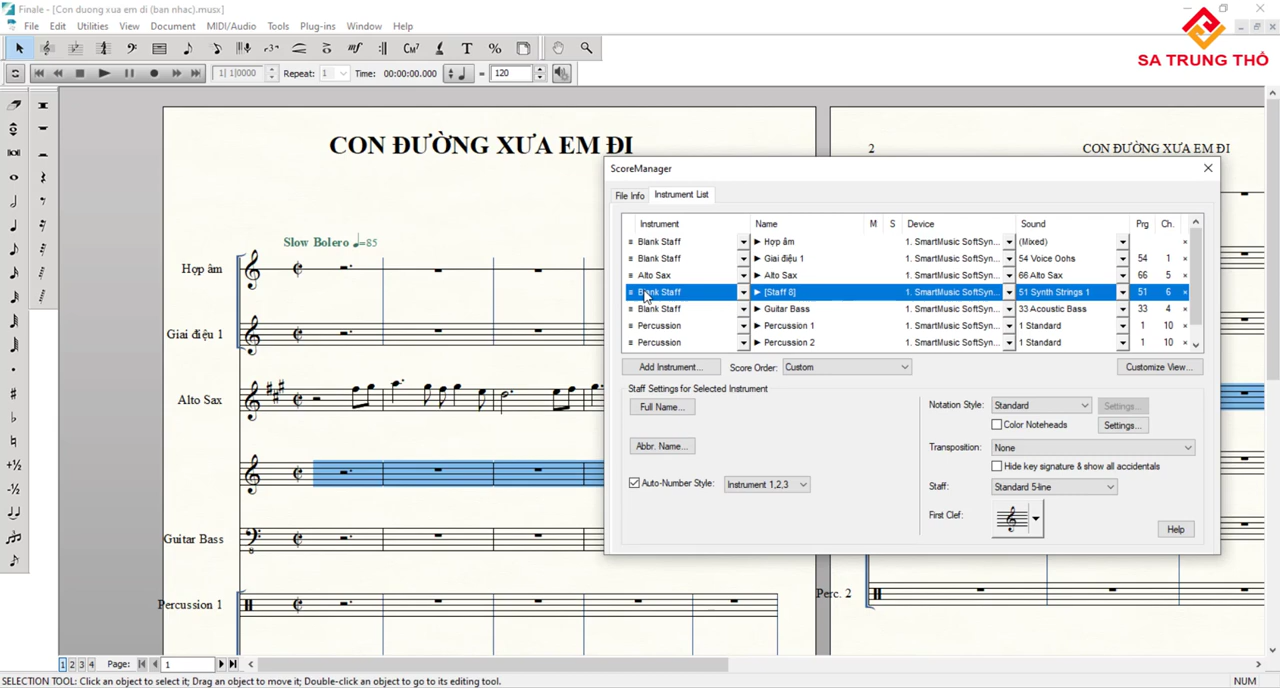 Finale - [Con duong xua em di (ban nhac).musx]
File Edit Utilities View Document MIDI/Audio Tools Plug-ins Window Help
SA TRUNG THỔ
1| 1|0000 Repeat: 1 Time: 00:00:00.000 = 120
CON ĐƯỜNG XƯA EM ĐI
2 CON ĐƯỜNG XƯA EM ĐI
Slow Bolero =85
Hợp âm
Giai điệu 1
Alto Sax
Guitar Bass
Percussion 1
Perc. 2
ScoreManager
File Info Instrument List
Instrument Name M S Device Sound Prg Ch.
Blank Staff Hợp âm 1. SmartMusic SoftSyn... (Mixed)
Blank Staff Giai điệu 1 1. SmartMusic SoftSyn... 54 Voice Oohs 54 1
Alto Sax Alto Sax 1. SmartMusic SoftSyn... 66 Alto Sax 66 5
Blank Staff [Staff 8] 1. SmartMusic SoftSyn... 51 Synth Strings 1 51 6
Blank Staff Guitar Bass 1. SmartMusic SoftSyn... 33 Acoustic Bass 33 4
Percussion Percussion 1 1. SmartMusic SoftSyn... 1 Standard 1 10
Percussion Percussion 2 1. SmartMusic SoftSyn... 1 Standard 1 10
Add Instrument... Score Order: Custom Customize View...
Staff Settings for Selected Instrument
Full Name... Notation Style: Standard Settings...
Color Noteheads Settings...
Abbr. Name... Transposition: None
Hide key signature & show all accidentals
Auto-Number Style: Instrument 1,2,3 Staff: Standard 5-line
First Clef:
Help
1 2 3 4 Page: 1
SELECTION TOOL: Click an object to select it; Drag an object to move it; Double-click an object to go to its editing tool. NUM